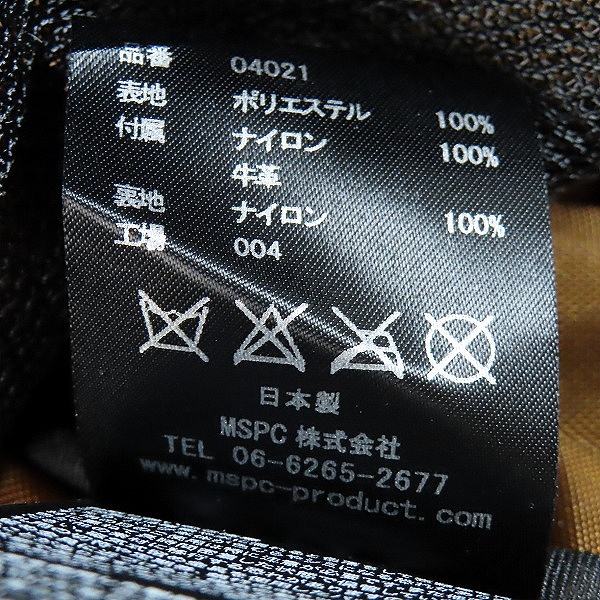 品番 04021
表地 ポリエステル 100%
付属 ナイロン 100%
牛革
裏地 ナイロン 100%
工場 004
日本製
MSPC 株式会社
TEL 06-6265-2677
www.mspc-product.com